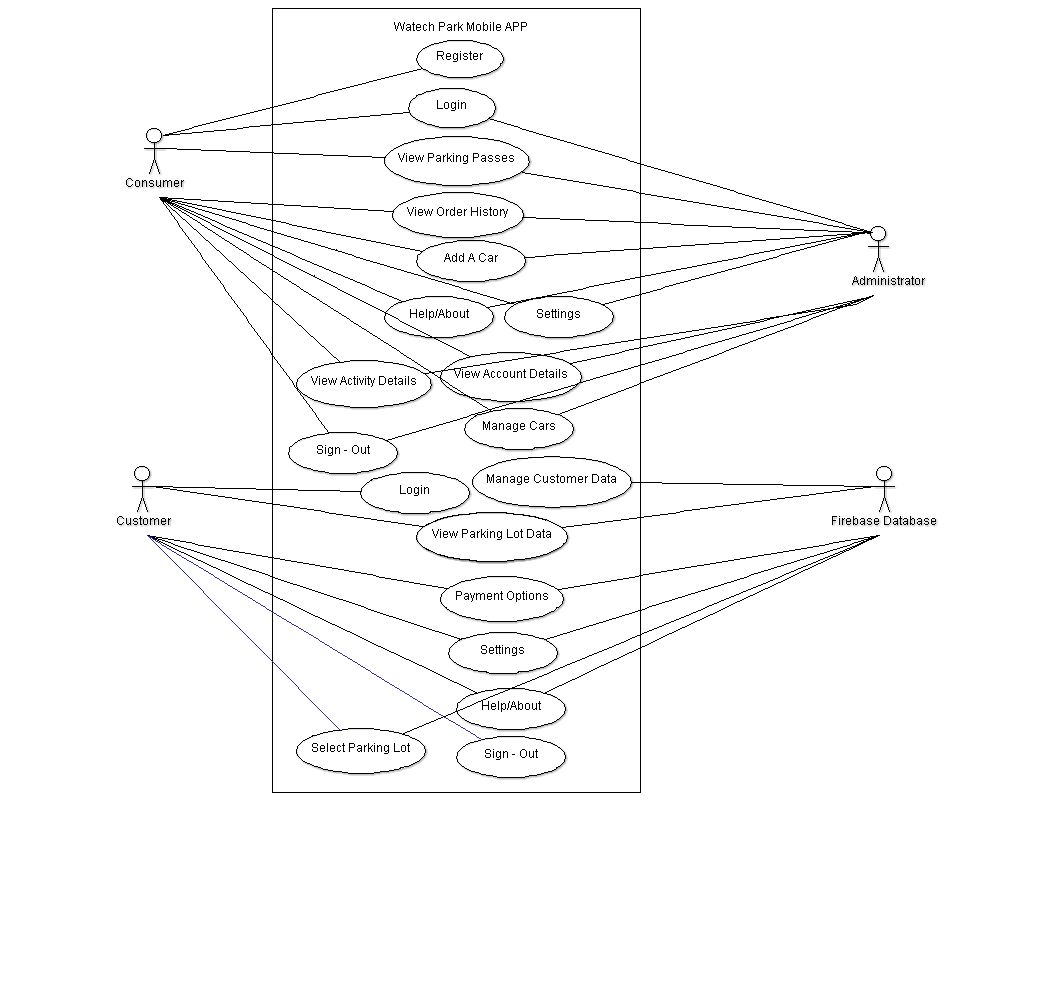 Watech Park Mobile APP
Register
Login
View Parking Passes
Consumer
View Order History
Add A Car
Administrator
Help/About
Settings
View Activity Details
View Account Details
Manage Cars
Sign - Out
Login
Manage Customer Data
Customer
Firebase Database
View Parking Lot Data
Payment Options
Settings
Help/About
Select Parking Lot
Sign - Out